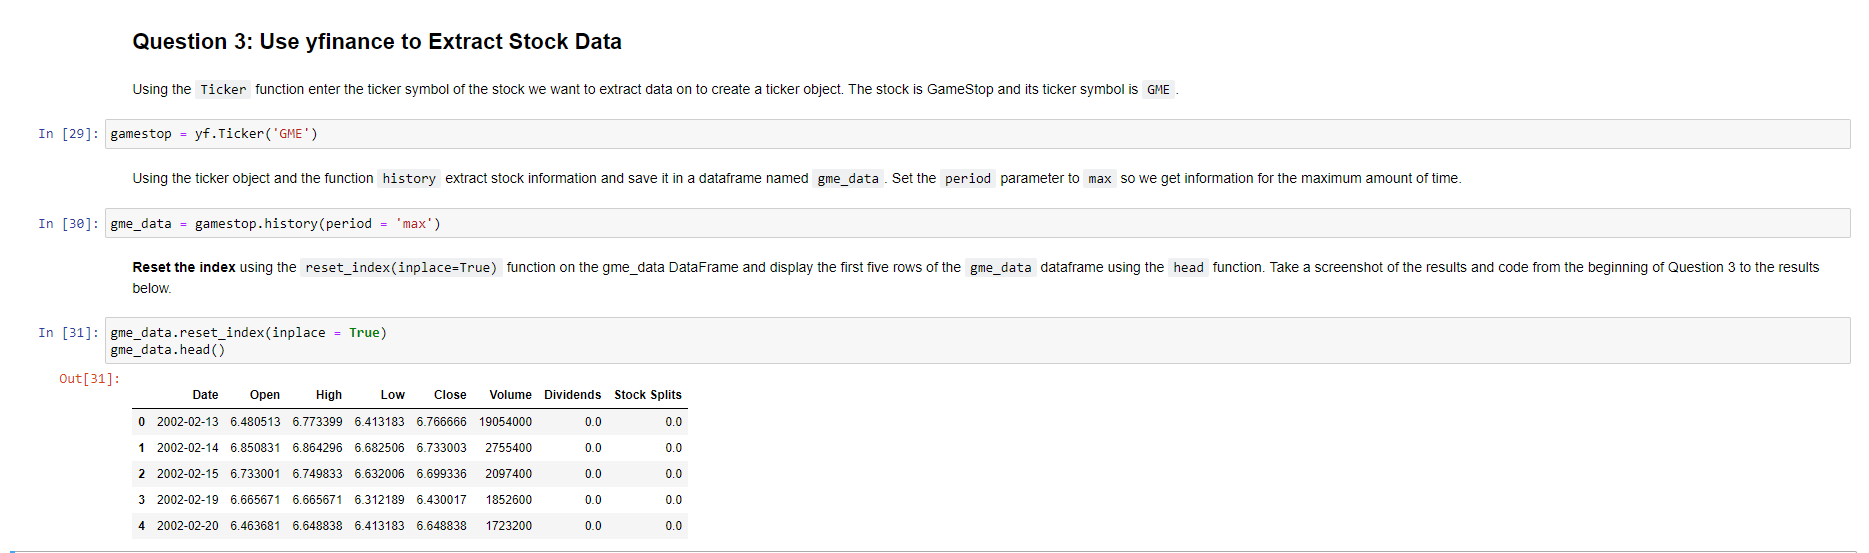 Question 3: Use yfinance to Extract Stock Data
Using the Ticker function enter the ticker symbol of the stock we want to extract data on to create a ticker object. The stock is GameStop and its ticker symbol is GME .
In [29]: gamestop = yf.Ticker('GME')
Using the ticker object and the function history extract stock information and save it in a dataframe named gme_data . Set the period parameter to max so we get information for the maximum amount of time.
In [30]: gme_data = gamestop.history(period = 'max')
Reset the index using the reset_index(inplace=True) function on the gme_data DataFrame and display the first five rows of the gme_data dataframe using the head function. Take a screenshot of the results and code from the beginning of Question 3 to the results
below.
In [31]: gme_data.reset_index(inplace = True)
gme_data.head()
Out[31]:
Date Open High Low Close Volume Dividends Stock Splits
0 2002-02-13 6.480513 6.773399 6.413183 6.766666 19054000 0.0 0.0
1 2002-02-14 6.850831 6.864296 6.682506 6.733003 2755400 0.0 0.0
2 2002-02-15 6.733001 6.749833 6.632006 6.699336 2097400 0.0 0.0
3 2002-02-19 6.665671 6.665671 6.312189 6.430017 1852600 0.0 0.0
4 2002-02-20 6.463681 6.648838 6.413183 6.648838 1723200 0.0 0.0